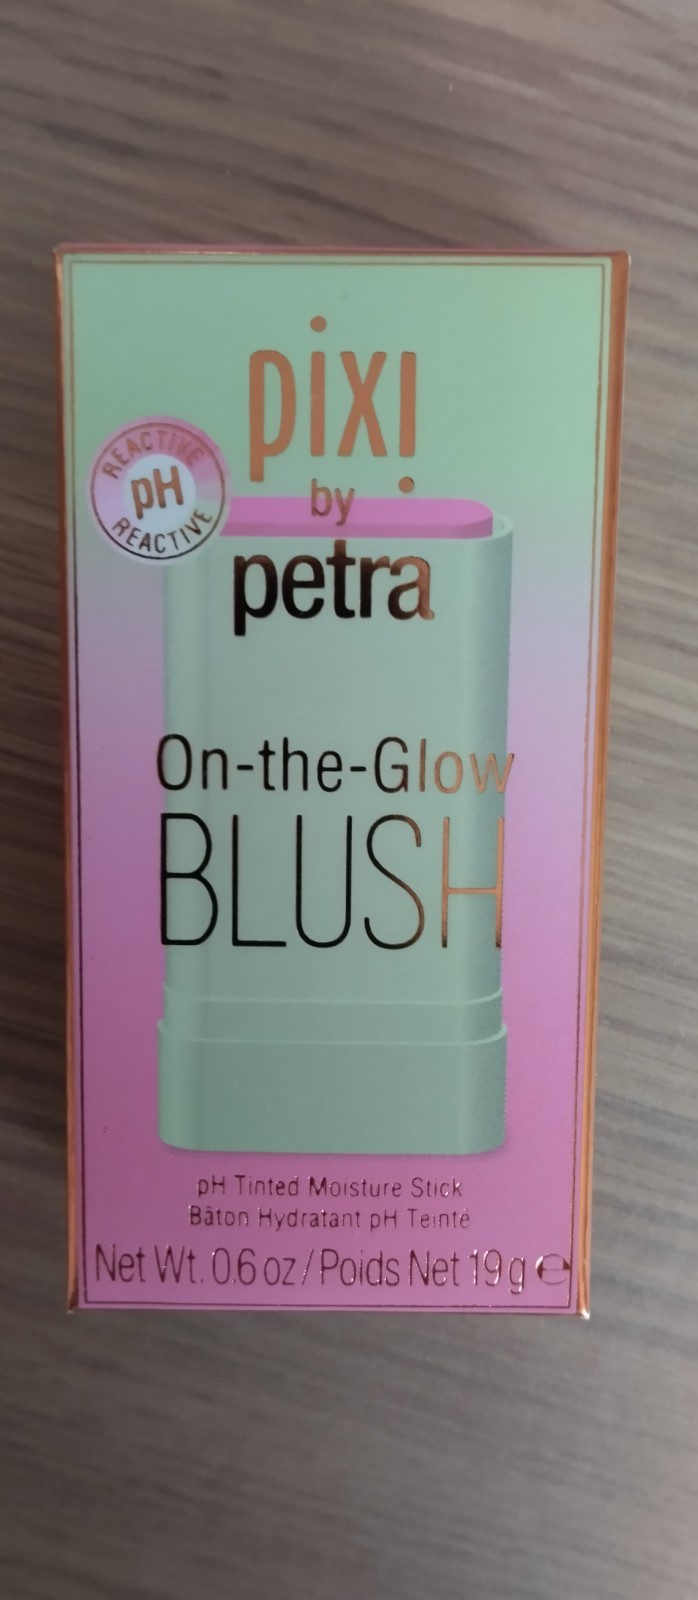 pixi
by
petra
REACTIVE
pH
REACTIVE
On-the-Glow
BLUSH
pH Tinted Moisture Stick
Bâton Hydratant pH Teinté
Net Wt. 0.6 oz / Poids Net 19 g ℮